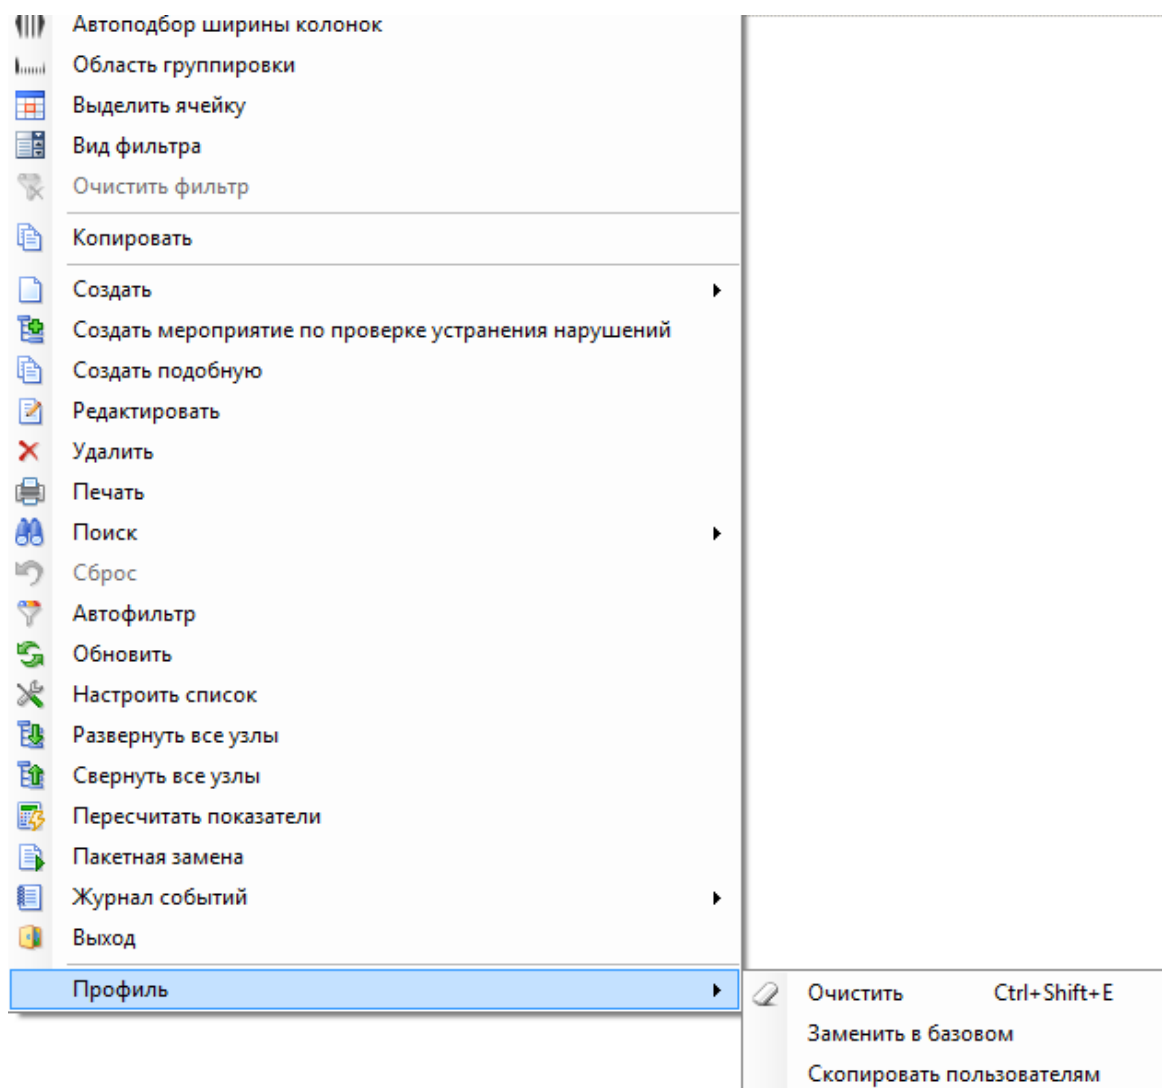 Автоподбор ширины колонок
Область группировки
Выделить ячейку
Вид фильтра
Очистить фильтр
Копировать
Создать
Создать мероприятие по проверке устранения нарушений
Создать подобную
Редактировать
Удалить
Печать
Поиск
Сброс
Автофильтр
Обновить
Настроить список
Развернуть все узлы
Свернуть все узлы
Пересчитать показатели
Пакетная замена
Журнал событий
Выход
Профиль
Очистить Ctrl+Shift+E
Заменить в базовом
Скопировать пользователям